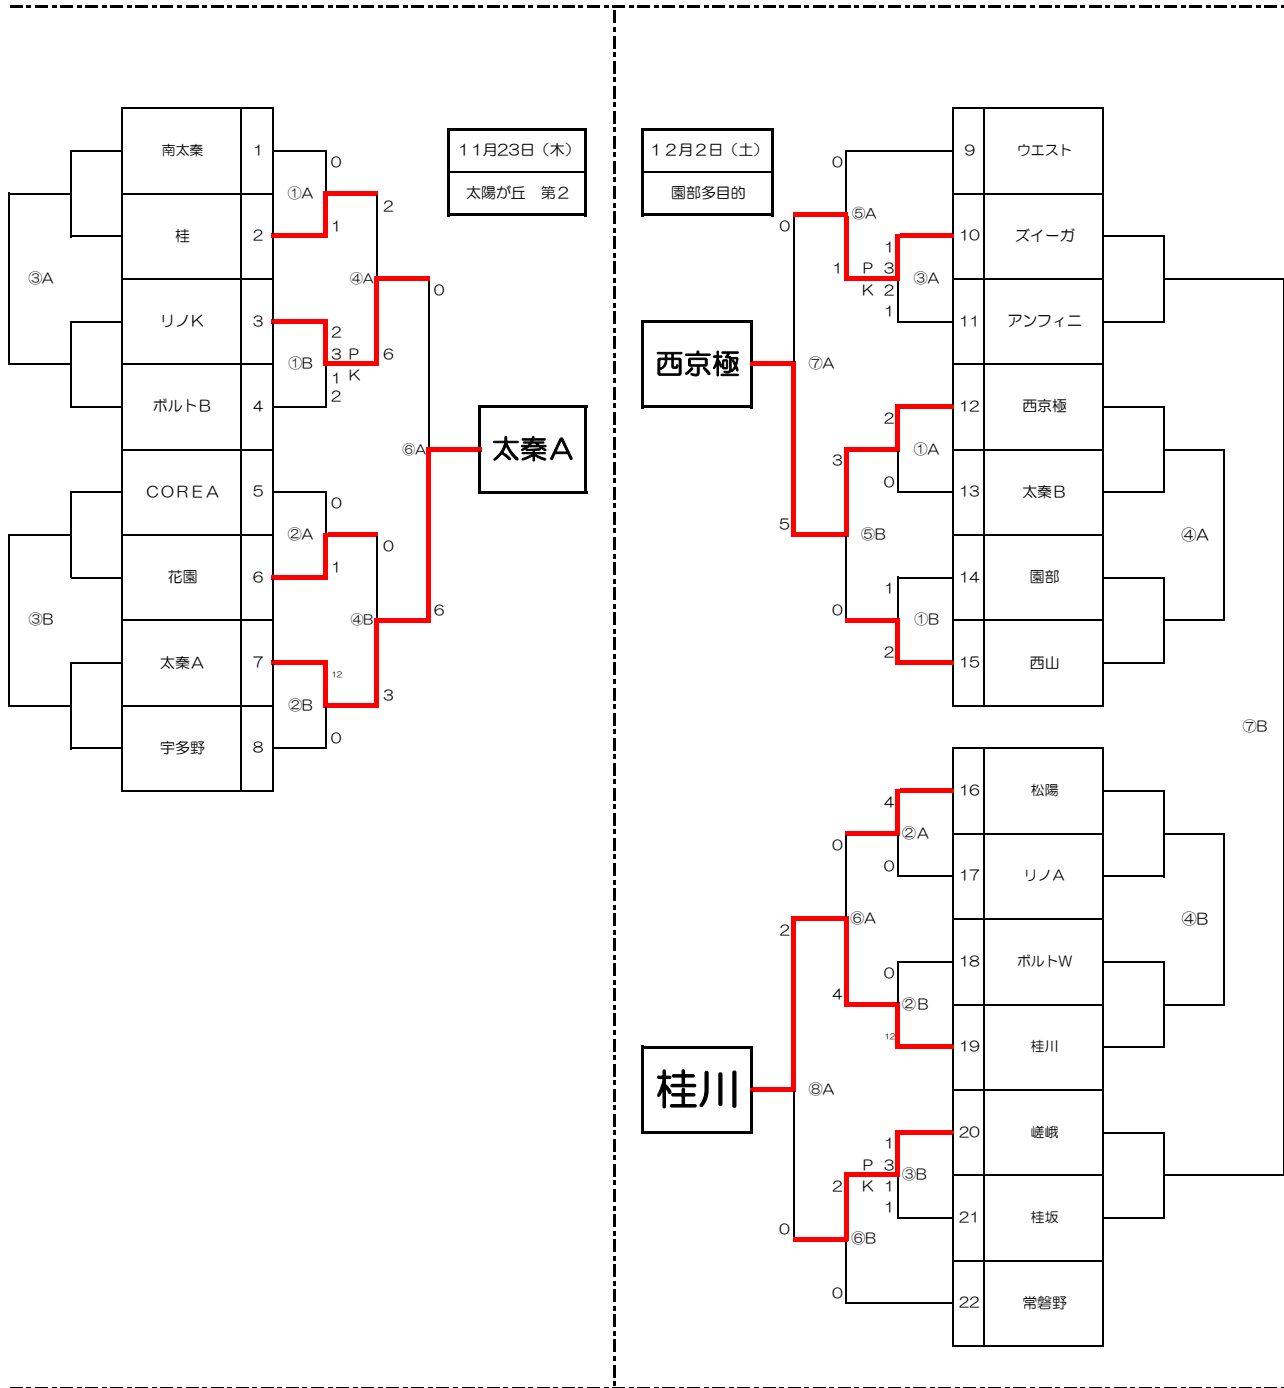 11月23日（木）
太陽が丘　第2
南太秦 1
桂 2
リノK 3
ボルトB 4
COREA 5
花園 6
太秦A 7
宇多野 8
0
①A
1
2
③A
④A
0
2
3 P
①B
1 K
2
6
⑥A
太秦A
0
②A
1
0
③B
④B
6
12
3
②B
0
12月2日（土）
園部多目的
9 ウエスト
10 ズイーガ
11 アンフィニ
12 西京極
13 太秦B
14 園部
15 西山
0
⑤A
0
1
1
P 3
③A
K 2
1
西京極
⑦A
2
①A
3
0
5
⑤B
④A
1
0
①B
2
⑦B
16 松陽
17 リノA
18 ボルトW
19 桂川
20 嵯峨
21 桂坂
22 常磐野
4
②A
0
0
⑥A
④B
2
0
4
②B
12
桂川
⑧A
1
P 3
③B
2
K 1
1
0
⑥B
0